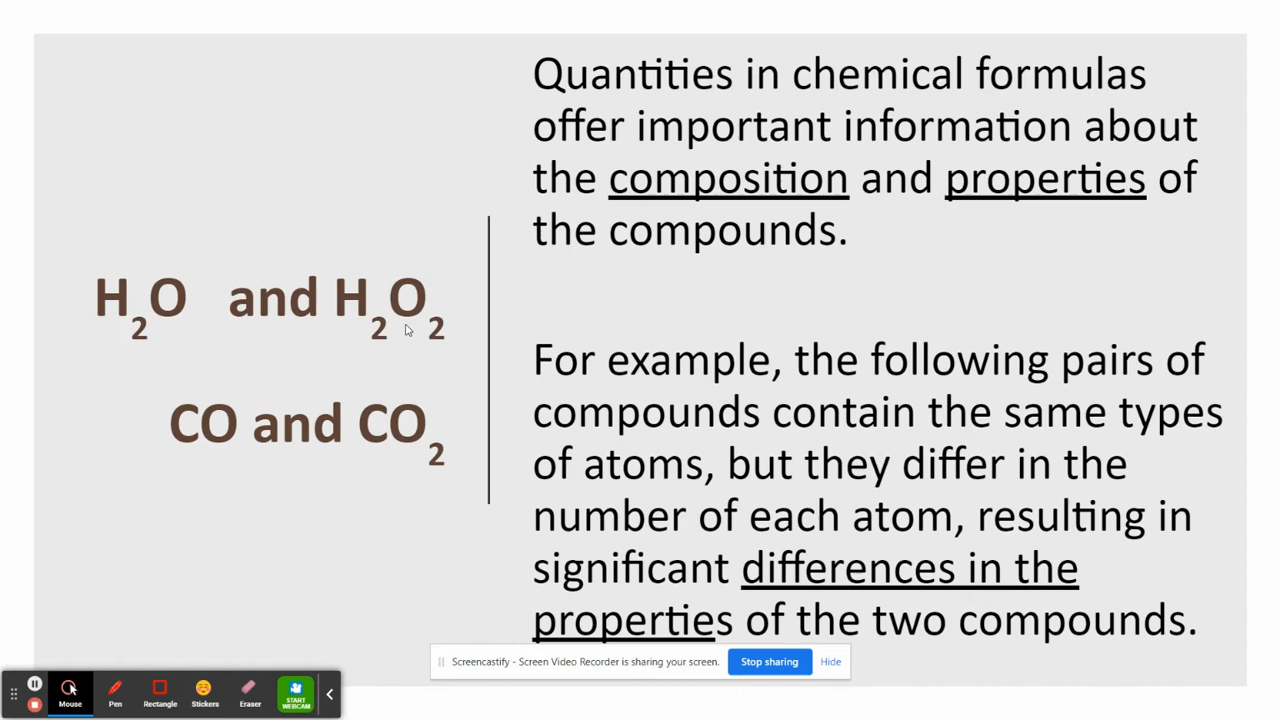 H₂O and H₂O₂
CO and CO₂
Quantities in chemical formulas
offer important information about
the composition and properties of
the compounds.
For example, the following pairs of
compounds contain the same types
of atoms, but they differ in the
number of each atom, resulting in
significant differences in the
properties of the two compounds.
Screencastify - Screen Video Recorder is sharing your screen. Stop sharing Hide
Mouse Pen Rectangle Stickers Eraser START WEBCAM